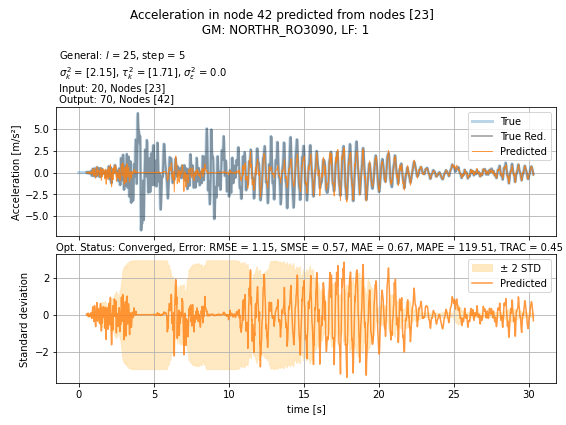 Acceleration in node 42 predicted from nodes [23]
GM: NORTHR_RO3090, LF: 1
General: l = 25, step = 5
σ²ₖ = [2.15], τ²ₖ = [1.71], σ²ε = 0.0
Input: 20, Nodes [23]
Output: 70, Nodes [42]
Acceleration [m/s²]
5.0
2.5
0.0
−2.5
−5.0
True
True Red.
Predicted
Opt. Status: Converged, Error: RMSE = 1.15, SMSE = 0.57, MAE = 0.67, MAPE = 119.51, TRAC = 0.45
Standard deviation
2
0
−2
± 2 STD
Predicted
0 5 10 15 20 25 30
time [s]